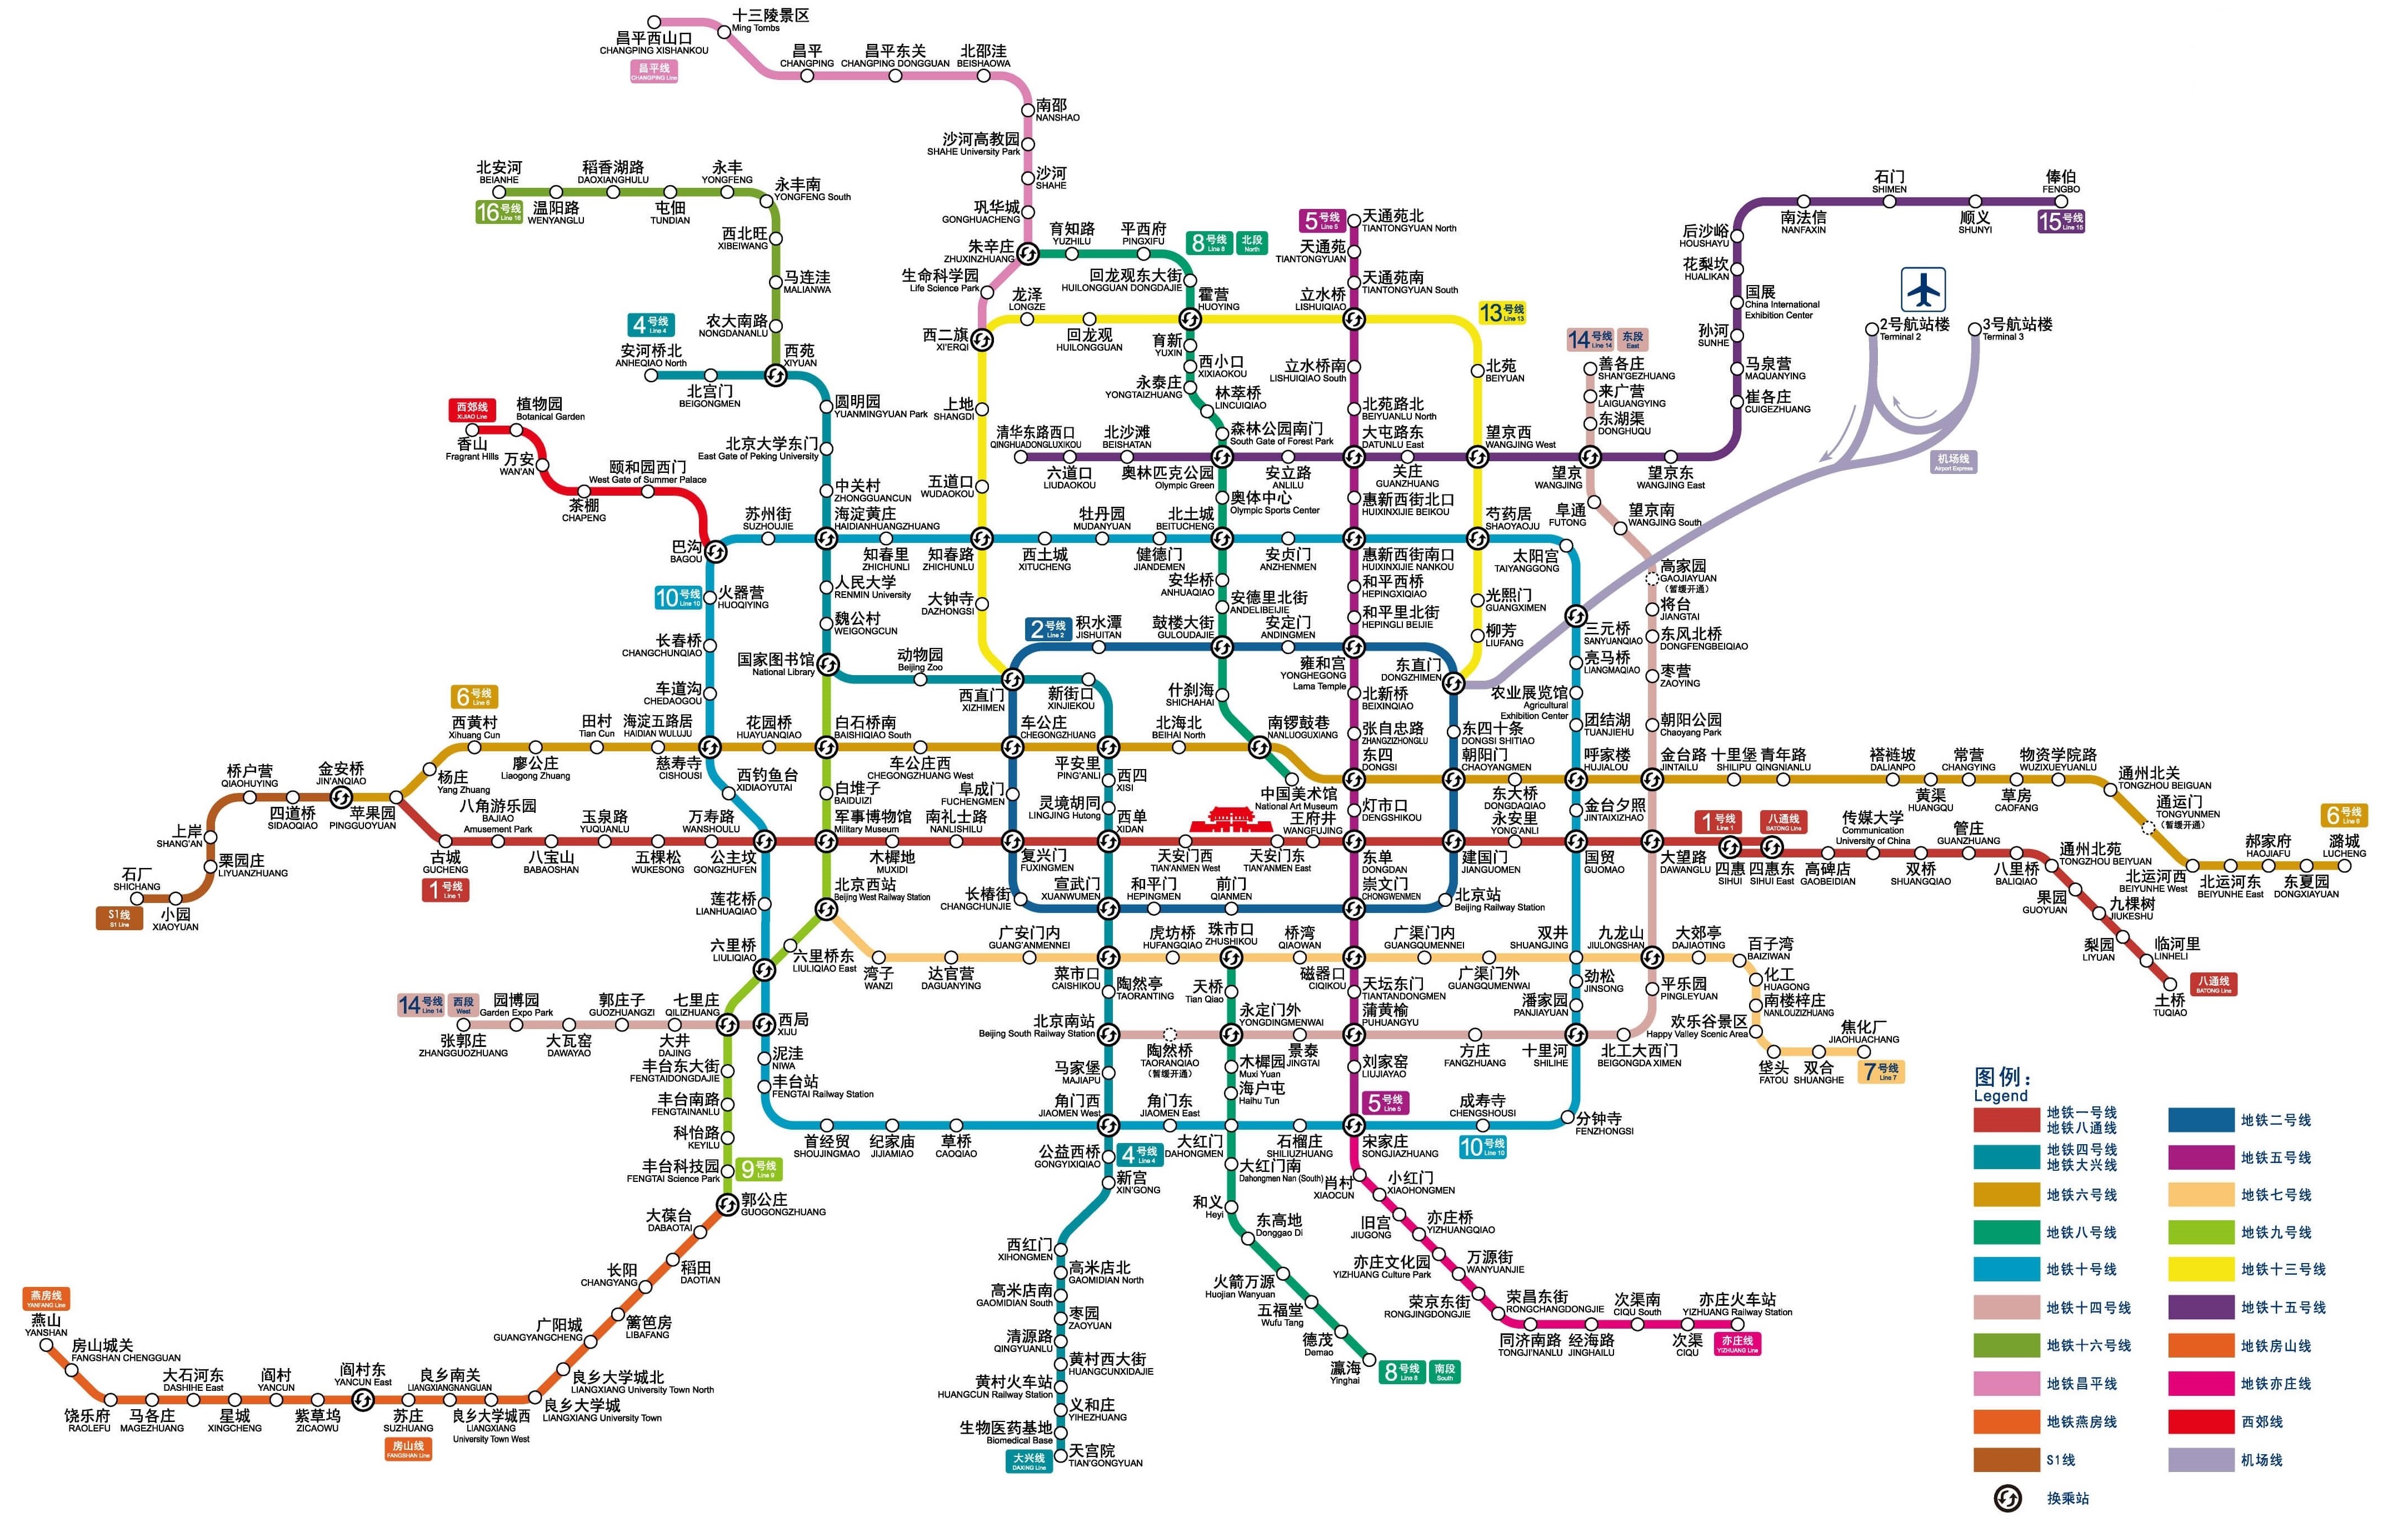 昌平西山口
CHANGPING XISHANKOU
昌平线
CHANGPING Line
十三陵景区
Ming Tombs
昌平
CHANGPING
昌平东关
CHANGPING DONGGUAN
北邵洼
BEISHAOWA
南邵
NANSHAO
沙河高教园
SHAHE University Park
沙河
SHAHE
巩华城
GONGHUACHENG
朱辛庄
ZHUXINZHUANG
生命科学园
Life Science Park
西二旗
XI'ERQI
北安河
BEIANHE
16号线
Line 16
温阳路
WENYANGLU
稻香湖路
DAOXIANGHULU
屯佃
TUNDIAN
永丰
YONGFENG
永丰南
YONGFENG South
西北旺
XIBEIWANG
马连洼
MALIANWA
农大南路
NONGDANANLU
西苑
XIYUAN
4号线
Line 4
安河桥北
ANHEQIAO North
北宫门
BEIGONGMEN
圆明园
YUANMINGYUAN Park
北京大学东门
East Gate of Peking University
中关村
ZHONGGUANCUN
海淀黄庄
HAIDIANHUANGZHUANG
人民大学
RENMIN University
魏公村
WEIGONGCUN
国家图书馆
National Library
动物园
Beijing Zoo
西直门
XIZHIMEN
新街口
XINJIEKOU
西郊线
XIJIAO Line
香山
Fragrant Hills
植物园
Botanical Garden
万安
WAN'AN
茶棚
CHAPENG
颐和园西门
West Gate of Summer Palace
巴沟
BAGOU
育知路
YUZHILU
平西府
PINGXIFU
8号线
Line 8
北段
North
回龙观东大街
HUILONGGUAN DONGDAJIE
霍营
HUOYING
育新
YUXIN
西小口
XIXIAOKOU
永泰庄
YONGTAIZHUANG
林萃桥
LINCUIQIAO
森林公园南门
South Gate of Forest Park
奥林匹克公园
Olympic Green
奥体中心
Olympic Sports Center
北土城
BEITUCHENG
安华桥
ANHUAQIAO
安德里北街
ANDELIBEIJIE
鼓楼大街
GULOUDAJIE
什刹海
SHICHAHAI
南锣鼓巷
NANLUOGUXIANG
中国美术馆
National Art Museum
龙泽
LONGZE
回龙观
HUILONGGUAN
立水桥
LISHUIQIAO
13号线
Line 13
北苑
BEIYUAN
上地
SHANGDI
五道口
WUDAOKOU
知春路
ZHICHUNLU
大钟寺
DAZHONGSI
望京西
WANGJING West
芍药居
SHAOYAOJU
光熙门
GUANGXIMEN
柳芳
LIUFANG
东直门
DONGZHIMEN
5号线
Line 5
天通苑北
TIANTONGYUAN North
天通苑
TIANTONGYUAN
天通苑南
TIANTONGYUAN South
立水桥南
LISHUIQIAO South
北苑路北
BEIYUANLU North
大屯路东
DATUNLU East
惠新西街北口
HUIXINXIJIE BEIKOU
惠新西街南口
HUIXINXIJIE NANKOU
和平西桥
HEPINGXIQIAO
和平里北街
HEPINGLI BEIJIE
雍和宫
YONGHEGONG
Lama Temple
北新桥
BEIXINQIAO
张自忠路
ZHANGZIZHONGLU
东四
DONGSI
灯市口
DENGSHIKOU
东单
DONGDAN
崇文门
CHONGWENMEN
磁器口
CIQIKOU
天坛东门
TIANTANDONGMEN
蒲黄榆
PUHUANGYU
刘家窑
LIUJIAYAO
5号线
Line 5
宋家庄
SONGJIAZHUANG
清华东路西口
QINGHUADONGLUXIKOU
六道口
LIUDAOKOU
北沙滩
BEISHATAN
安立路
ANLILU
关庄
GUANZHUANG
望京
WANGJING
望京东
WANGJING East
崔各庄
CUIGEZHUANG
马泉营
MAQUANYING
孙河
SUNHE
国展
China International
Exhibition Center
花梨坎
HUALIKAN
后沙峪
HOUSHAYU
南法信
NANFAXIN
石门
SHIMEN
顺义
SHUNYI
俸伯
FENGBO
15号线
Line 15
2号航站楼
Terminal 2
3号航站楼
Terminal 3
机场线
Airport Express
14号线
Line 14
东段
East
善各庄
SHAN'GEZHUANG
来广营
LAIGUANGYING
东湖渠
DONGHUQU
阜通
FUTONG
望京南
WANGJING South
高家园
GAOJIAYUAN
(暂缓开通)
将台
JIANGTAI
东风北桥
DONGFENGBEIQIAO
枣营
ZAOYING
朝阳公园
Chaoyang Park
金台路
JINTAILU
大望路
DAWANGLU
九龙山
JIULONGSHAN
平乐园
PINGLEYUAN
北工大西门
BEIGONGDA XIMEN
十里河
SHILIHE
方庄
FANGZHUANG
景泰
JINGTAI
永定门外
YONGDINGMENWAI
陶然桥
TAORANQIAO
(暂缓开通)
北京南站
Beijing South Railway Station
苏州街
SUZHOUJIE
知春里
ZHICHUNLI
西土城
XITUCHENG
牡丹园
MUDANYUAN
健德门
JIANDEMEN
安贞门
ANZHENMEN
太阳宫
TAIYANGGONG
三元桥
SANYUANQIAO
亮马桥
LIANGMAQIAO
农业展览馆
Agricultural
Exhibition Center
团结湖
TUANJIEHU
呼家楼
HUJIALOU
金台夕照
JINTAIXIZHAO
国贸
GUOMAO
双井
SHUANGJING
劲松
JINSONG
潘家园
PANJIAYUAN
分钟寺
FENZHONGSI
成寿寺
CHENGSHOUSI
10号线
Line 10
石榴庄
SHILIUZHUANG
大红门
DAHONGMEN
角门东
JIAOMEN East
角门西
JIAOMEN West
草桥
CAOQIAO
纪家庙
JIJIAMIAO
首经贸
SHOUJINGMAO
丰台站
FENGTAI Railway Station
泥洼
NIWA
西局
XIJU
六里桥
LIULIQIAO
莲花桥
LIANHUAQIAO
公主坟
GONGZHUFEN
西钓鱼台
XIDIAOYUTAI
慈寿寺
CISHOUSI
车道沟
CHEDAOGOU
长春桥
CHANGCHUNQIAO
10号线
Line 10
火器营
HUOQIYING
2号线
Line 2
积水潭
JISHUITAN
安定门
ANDINGMEN
东四十条
DONGSI SHITIAO
朝阳门
CHAOYANGMEN
建国门
JIANGUOMEN
北京站
Beijing Railway Station
前门
QIANMEN
和平门
HEPINGMEN
宣武门
XUANWUMEN
长椿街
CHANGCHUNJIE
复兴门
FUXINGMEN
阜成门
FUCHENGMEN
车公庄
CHEGONGZHUANG
6号线
Line 6
西黄村
Xihuang Cun
廖公庄
Liaogong Zhuang
田村
Tian Cun
海淀五路居
HAIDIAN WULUJU
花园桥
HUAYUANQIAO
白石桥南
BAISHIQIAO South
车公庄西
CHEGONGZHUANG West
平安里
PING'ANLI
北海北
BEIHAI North
东大桥
DONGDAQIAO
十里堡
SHILIPU
青年路
QINGNIANLU
褡裢坡
DALIANPO
黄渠
HUANGQU
常营
CHANGYING
草房
CAOFANG
物资学院路
WUZIXUEYUANLU
通州北关
TONGZHOU BEIGUAN
通运门
TONGYUNMEN
(暂缓开通)
北运河西
BEIYUNHE West
北运河东
BEIYUNHE East
郝家府
HAOJIAFU
东夏园
DONGXIAYUAN
6号线
Line 6
潞城
LUCHENG
杨庄
Yang Zhuang
苹果园
PINGGUOYUAN
金安桥
JIN'ANQIAO
四道桥
SIDAOQIAO
桥户营
QIAOHUYING
上岸
SHANG'AN
栗园庄
LIYUANZHUANG
小园
XIAOYUAN
石厂
SHICHANG
S1线
S1 Line
古城
GUCHENG
1号线
Line 1
八角游乐园
BAJIAO
Amusement Park
八宝山
BABAOSHAN
玉泉路
YUQUANLU
五棵松
WUKESONG
万寿路
WANSHOULU
军事博物馆
Military Museum
木樨地
MUXIDI
南礼士路
NANLISHILU
西单
XIDAN
天安门西
TIAN'ANMEN West
天安门东
TIAN'ANMEN East
王府井
WANGFUJING
永安里
YONG'ANLI
1号线
Line 1
四惠
SIHUI
八通线
BATONG Line
四惠东
SIHUI East
高碑店
GAOBEIDIAN
传媒大学
Communication
University of China
双桥
SHUANGQIAO
管庄
GUANZHUANG
八里桥
BALIQIAO
通州北苑
TONGZHOU BEIYUAN
果园
GUOYUAN
九棵树
JIUKESHU
梨园
LIYUAN
临河里
LINHELI
土桥
TUQIAO
八通线
BATONG Line
西四
XISI
灵境胡同
LINGJING Hutong
菜市口
CAISHIKOU
陶然亭
TAORANTING
马家堡
MAJIAPU
公益西桥
GONGYIXIQIAO
4号线
Line 4
新宫
XIN'GONG
西红门
XIHONGMEN
高米店北
GAOMIDIAN North
高米店南
GAOMIDIAN South
枣园
ZAOYUAN
清源路
QINGYUANLU
黄村西大街
HUANGCUNXIDAJIE
黄村火车站
HUANGCUN Railway Station
义和庄
YIHEZHUANG
生物医药基地
Biomedical Base
天宫院
TIAN'GONGYUAN
大兴线
DAXING Line
白堆子
BAIDUIZI
北京西站
Beijing West Railway Station
六里桥东
LIULIQIAO East
七里庄
QILIZHUANG
丰台东大街
FENGTAIDONGDAJIE
丰台南路
FENGTAINANLU
科怡路
KEYILU
丰台科技园
FENGTAI Science Park
9号线
Line 9
郭公庄
GUOGONGZHUANG
湾子
WANZI
达官营
DAGUANYING
广安门内
GUANG'ANMENNEI
虎坊桥
HUFANGQIAO
珠市口
ZHUSHIKOU
桥湾
QIAOWAN
广渠门内
GUANGQUMENNEI
广渠门外
GUANGQUMENWAI
大郊亭
DAJIAOTING
百子湾
BAIZIWAN
化工
HUAGONG
南楼梓庄
NANLOUZIZHUANG
欢乐谷景区
Happy Valley Scenic Area
垡头
FATOU
双合
SHUANGHE
焦化厂
JIAOHUACHANG
7号线
Line 7
14号线
Line 14
西段
West
张郭庄
ZHANGGUOZHUANG
园博园
Garden Expo Park
大瓦窑
DAWAYAO
郭庄子
GUOZHUANGZI
大井
DAJING
天桥
Tian Qiao
木樨园
Muxi Yuan
海户屯
Haihu Tun
大红门南
Dahongmen Nan (South)
和义
Heyi
东高地
Donggao Di
火箭万源
Huojian Wanyuan
五福堂
Wufu Tang
德茂
Demao
瀛海
Yinghai
8号线
Line 8
南段
South
肖村
XIAOCUN
小红门
XIAOHONGMEN
旧宫
JIUGONG
亦庄桥
YIZHUANGQIAO
亦庄文化园
YIZHUANG Culture Park
万源街
WANYUANJIE
荣京东街
RONGJINGDONGJIE
荣昌东街
RONGCHANGDONGJIE
同济南路
TONGJI'NANLU
经海路
JINGHAILU
次渠南
CIQU South
次渠
CIQU
亦庄火车站
YIZHUANG Railway Station
亦庄线
YIZHUANG Line
大葆台
DABAOTAI
稻田
DAOTIAN
长阳
CHANGYANG
篱笆房
LIBAFANG
广阳城
GUANGYANGCHENG
良乡大学城北
LIANGXIANG University Town North
良乡大学城
LIANGXIANG University Town
良乡大学城西
LIANGXIANG
University Town West
良乡南关
LIANGXIANGNANGUAN
苏庄
SUZHUANG
房山线
FANGSHAN Line
阎村东
YANCUN East
紫草坞
ZICAOWU
阎村
YANCUN
星城
XINGCHENG
大石河东
DASHIHE East
马各庄
MAGEZHUANG
饶乐府
RAOLEFU
房山城关
FANGSHAN CHENGGUAN
燕房线
YANFANG Line
燕山
YANSHAN
图例：
Legend
地铁一号线
地铁八通线
地铁二号线
地铁四号线
地铁大兴线
地铁五号线
地铁六号线
地铁七号线
地铁八号线
地铁九号线
地铁十号线
地铁十三号线
地铁十四号线
地铁十五号线
地铁十六号线
地铁房山线
地铁昌平线
地铁亦庄线
地铁燕房线
西郊线
S1线
机场线
换乘站